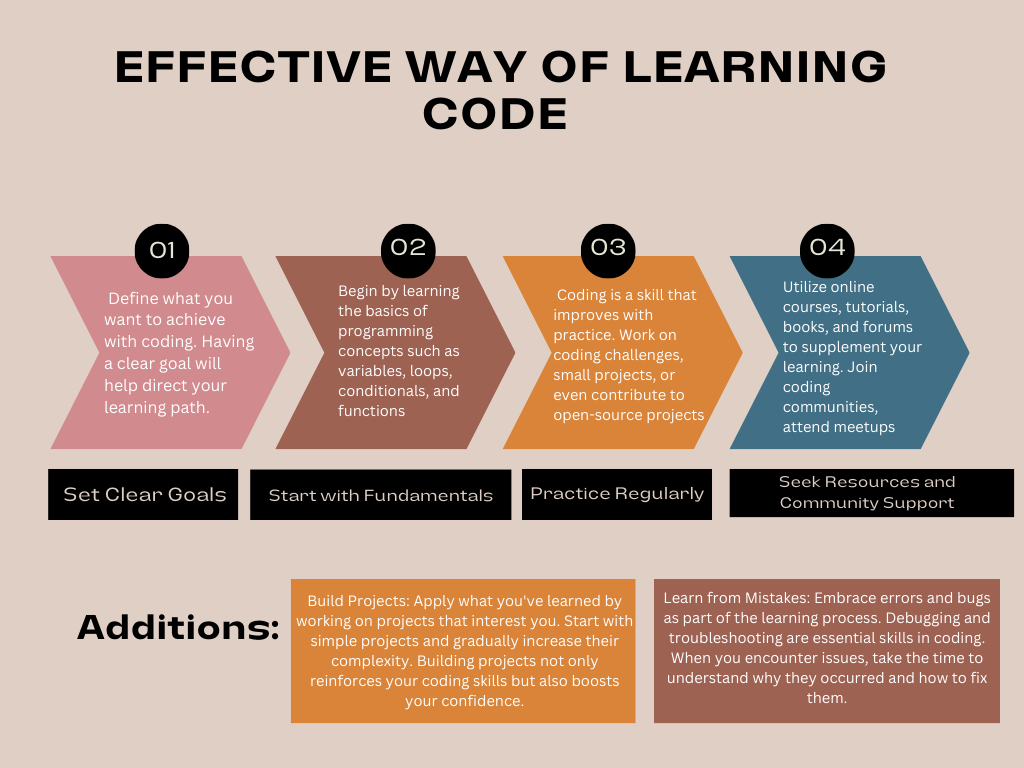 EFFECTIVE WAY OF LEARNING
CODE
01
Define what you
want to achieve
with coding. Having
a clear goal will
help direct your
learning path.
Set Clear Goals
02
Begin by learning
the basics of
programming
concepts such as
variables, loops,
conditionals, and
functions
Start with Fundamentals
03
Coding is a skill that
improves with
practice. Work on
coding challenges,
small projects, or
even contribute to
open-source projects
Practice Regularly
04
Utilize online
courses, tutorials,
books, and forums
to supplement your
learning. Join
coding
communities,
attend meetups
Seek Resources and
Community Support
Additions:
Build Projects: Apply what you've learned by
working on projects that interest you. Start with
simple projects and gradually increase their
complexity. Building projects not only
reinforces your coding skills but also boosts
your confidence.
Learn from Mistakes: Embrace errors and bugs
as part of the learning process. Debugging and
troubleshooting are essential skills in coding.
When you encounter issues, take the time to
understand why they occurred and how to fix
them.